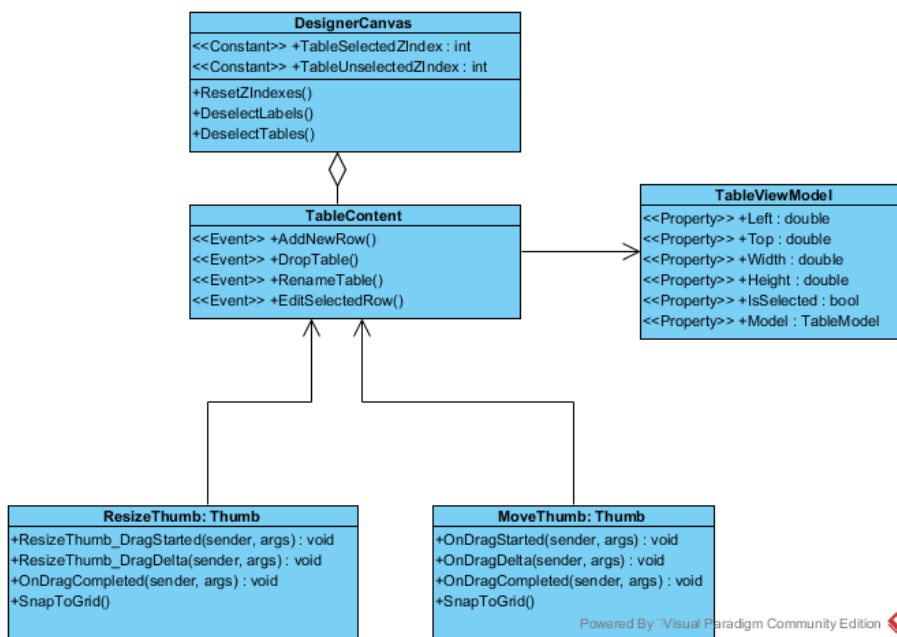 DesignerCanvas
<<Constant>> +TableSelectedZIndex : int
<<Constant>> +TableUnselectedZIndex : int
+ResetZIndexes()
+DeselectLabels()
+DeselectTables()
TableContent
<<Event>> +AddNewRow()
<<Event>> +DropTable()
<<Event>> +RenameTable()
<<Event>> +EditSelectedRow()
TableViewModel
<<Property>> +Left : double
<<Property>> +Top : double
<<Property>> +Width : double
<<Property>> +Height : double
<<Property>> +IsSelected : bool
<<Property>> +Model : TableModel
ResizeThumb: Thumb
+ResizeThumb_DragStarted(sender, args) : void
+ResizeThumb_DragDelta(sender, args) : void
+OnDragCompleted(sender, args) : void
+SnapToGrid()
MoveThumb: Thumb
+OnDragStarted(sender, args) : void
+OnDragDelta(sender, args) : void
+OnDragCompleted(sender, args) : void
+SnapToGrid()
Powered By Visual Paradigm Community Edition